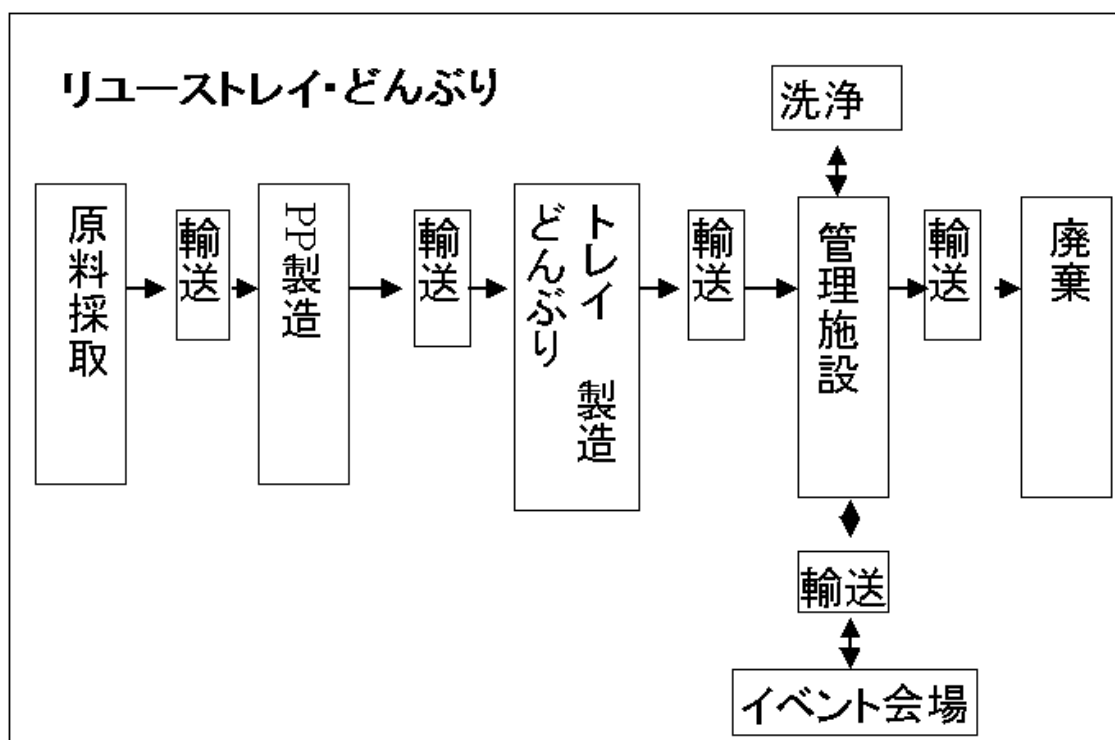 リユーストレイ・どんぶり
洗浄
原料採取
輸送
PP製造
輸送
トレイ 製造
どんぶり
輸送
管理施設
輸送
廃棄
輸送
イベント会場